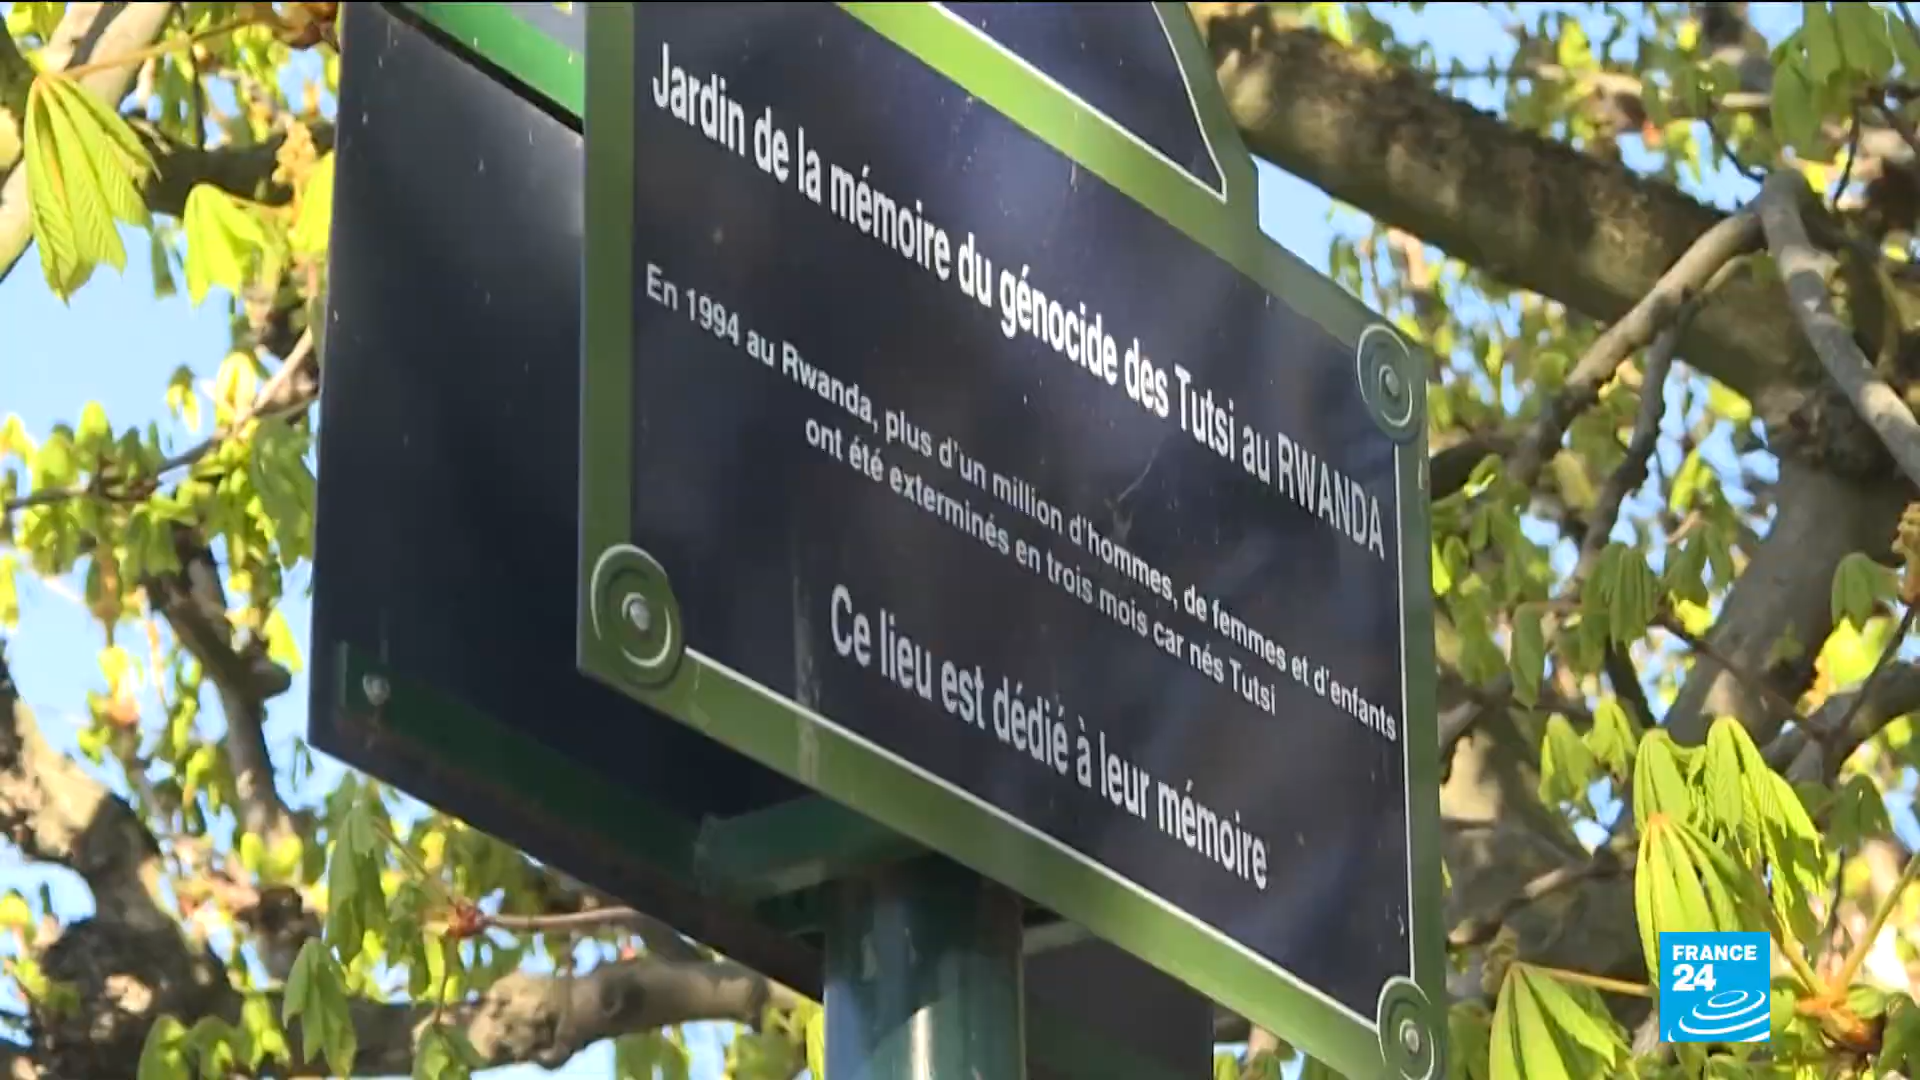 Jardin de la mémoire du génocide des Tutsi au RWANDA
En 1994 au Rwanda, plus d'un million d'hommes, de femmes et d'enfants
ont été exterminés en trois mois car nés Tutsi
Ce lieu est dédié à leur mémoire
FRANCE
24